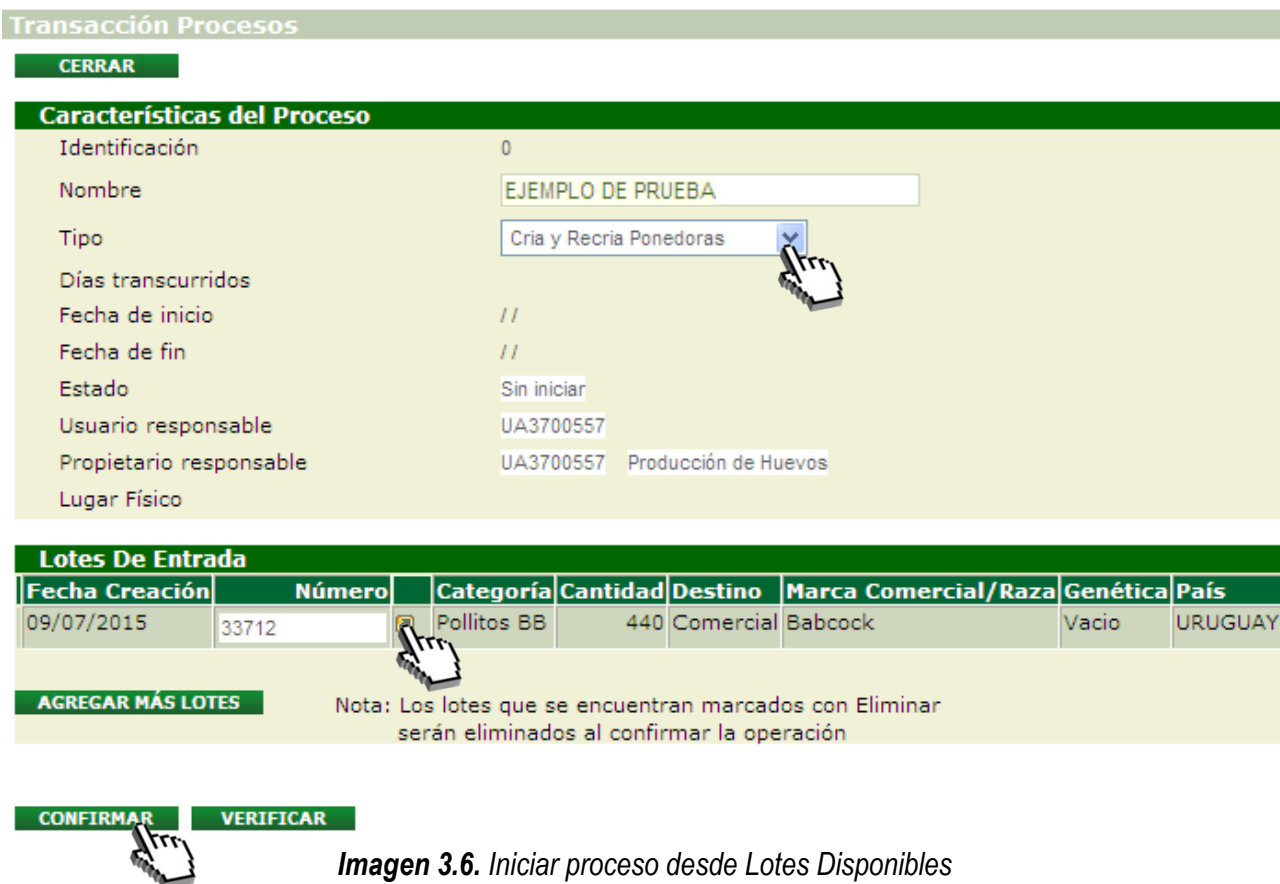 Transacción Procesos
CERRAR
Características del Proceso
Identificación 0
Nombre EJEMPLO DE PRUEBA
Tipo Cria y Recria Ponedoras
Días transcurridos
Fecha de inicio / /
Fecha de fin / /
Estado Sin iniciar
Usuario responsable UA3700557
Propietario responsable UA3700557 Producción de Huevos
Lugar Físico
Lotes De Entrada
Fecha Creación Número Categoría Cantidad Destino Marca Comercial/Raza Genética País
09/07/2015 33712 Pollitos BB 440 Comercial Babcock Vacio URUGUAY
AGREGAR MÁS LOTES Nota: Los lotes que se encuentran marcados con Eliminar
serán eliminados al confirmar la operación
CONFIRMAR VERIFICAR
Imagen 3.6. Iniciar proceso desde Lotes Disponibles